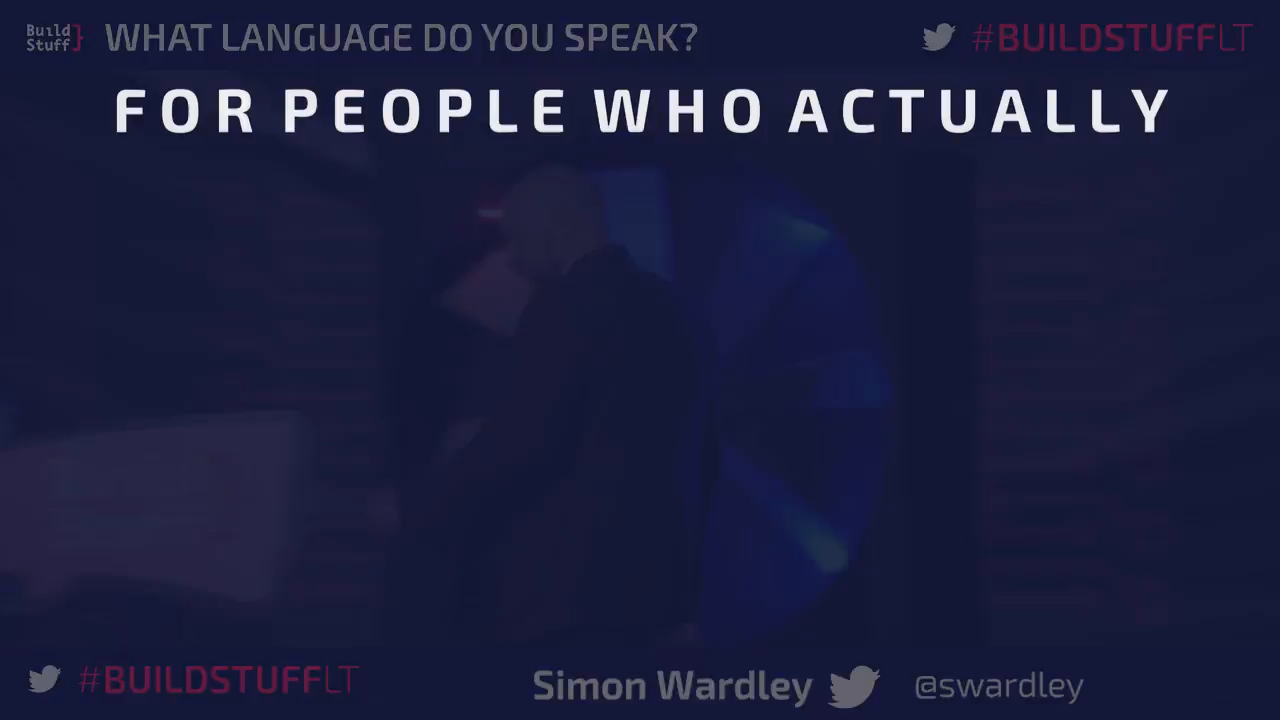 Build Stuff} WHAT LANGUAGE DO YOU SPEAK? #BUILDSTUFFLT
FOR PEOPLE WHO ACTUALLY
#BUILDSTUFFLT Simon Wardley @swardley